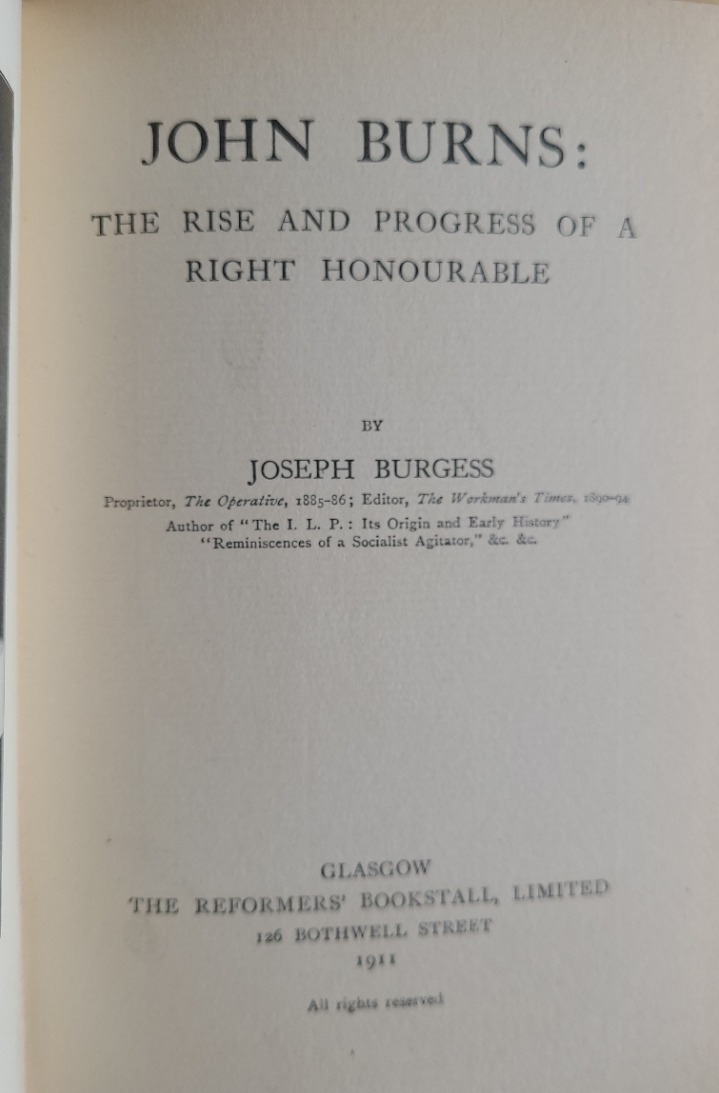 JOHN BURNS:
THE RISE AND PROGRESS OF A
RIGHT HONOURABLE
BY
JOSEPH BURGESS
Proprietor, The Operative, 1885-86; Editor, The Workman's Times, 1890-94
Author of "The I. L. P.: Its Origin and Early History"
"Reminiscences of a Socialist Agitator," &c. &c.
GLASGOW
THE REFORMERS' BOOKSTALL, LIMITED
126 BOTHWELL STREET
1911
All rights reserved